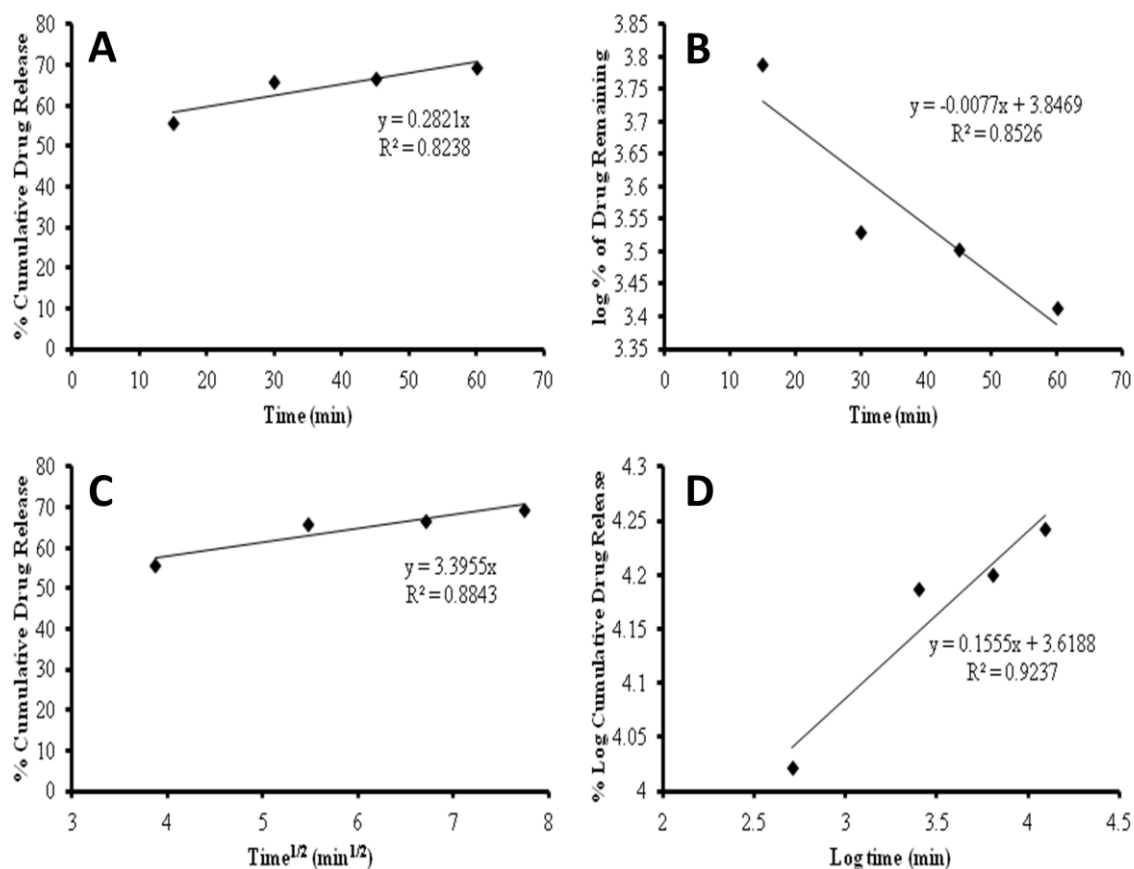 A
% Cumulative Drug Release
80
70
60
50
40
30
20
10
0
y = 0.2821x
R² = 0.8238
0 10 20 30 40 50 60 70
Time (min)
B
log % of Drug Remaining
3.85
3.8
3.75
3.7
3.65
3.6
3.55
3.5
3.45
3.4
3.35
y = -0.0077x + 3.8469
R² = 0.8526
0 10 20 30 40 50 60 70
Time (min)
C
% Cumulative Drug Release
80
70
60
50
40
30
20
10
0
y = 3.3955x
R² = 0.8843
3 4 5 6 7 8
Time^1/2 (min^1/2)
D
% Log Cumulative Drug Release
4.3
4.25
4.2
4.15
4.1
4.05
4
y = 0.1555x + 3.6188
R² = 0.9237
2 2.5 3 3.5 4 4.5
Log time (min)